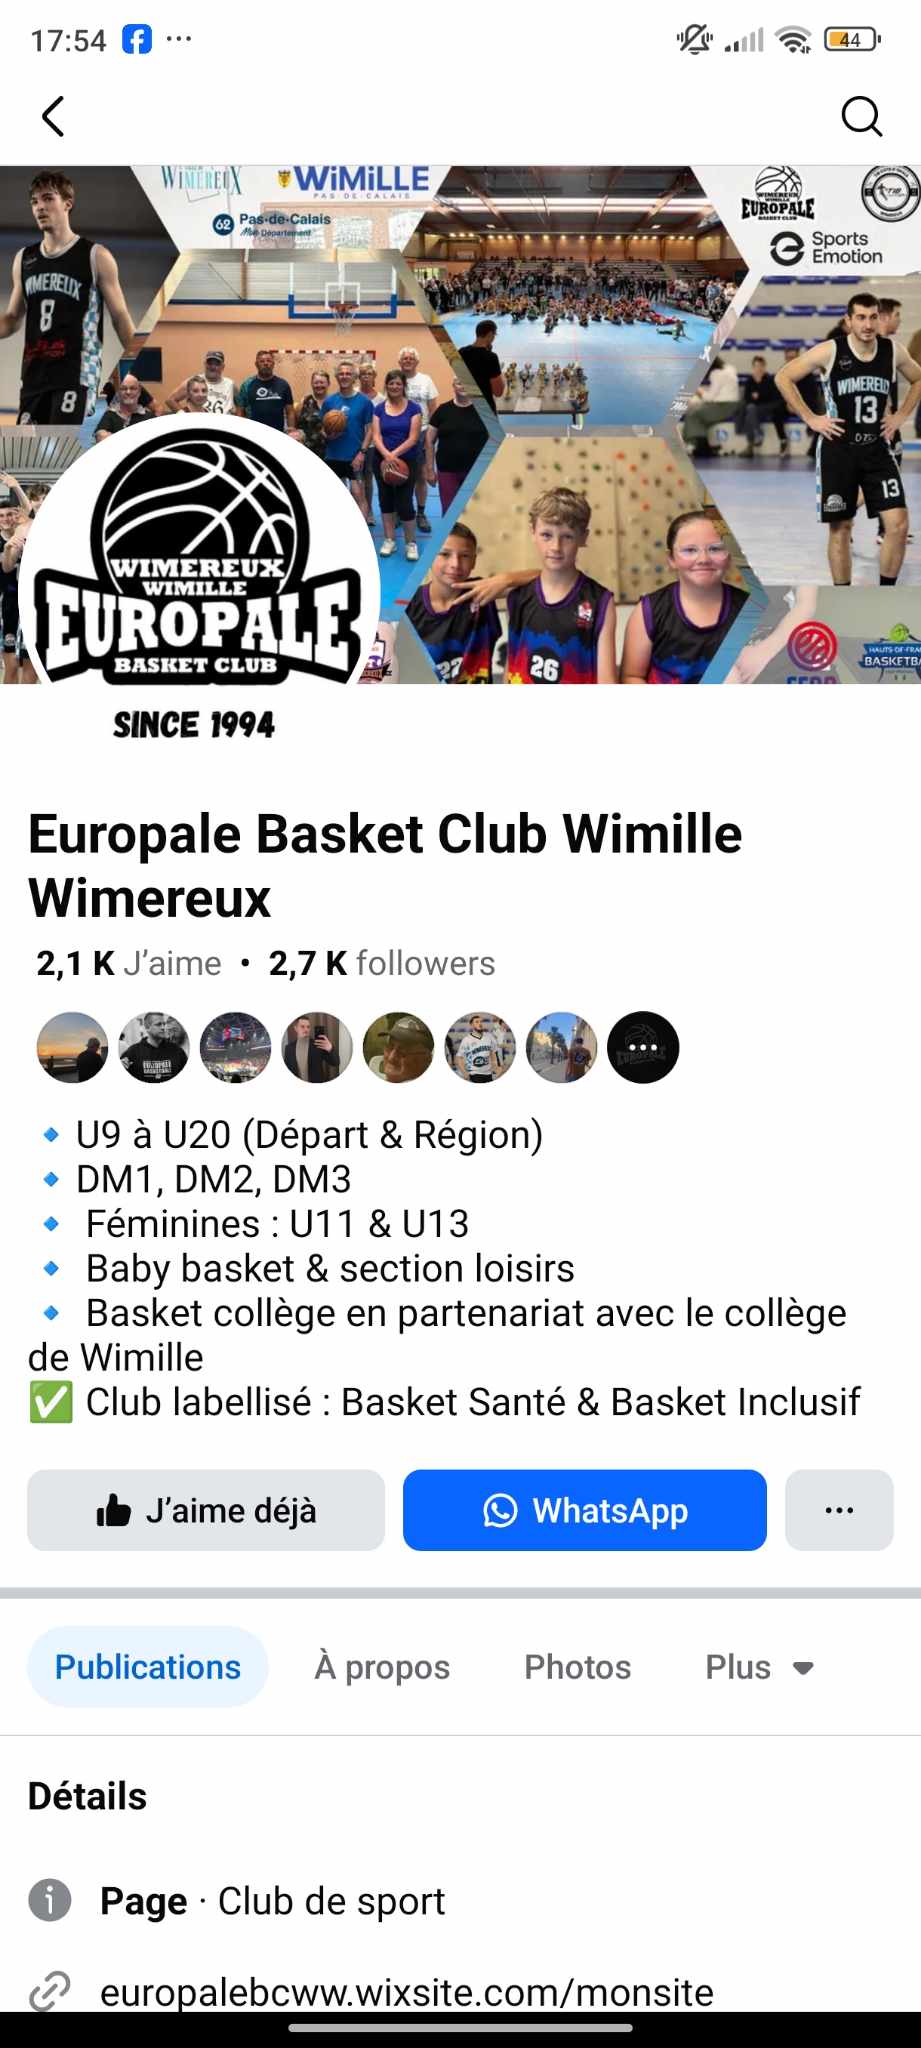 17:54
44
WIMEREUX
WiMiLLE
PAS-DE-CALAIS
62 Pas-de-Calais
Mon Département
WIMEREUX
WIMILLE
EUROPALE
BASKET CLUB
Sports
Emotion
WIMEREUX
8
8
WIMEREUX
13
13
26
HAUTS-DE-FRA
BASKETBA
WIMEREUX
WIMILLE
EUROPALE
BASKET CLUB
SINCE 1994
Europale Basket Club Wimille
Wimereux
2,1 K J’aime • 2,7 K followers
🔹 U9 à U20 (Départ & Région)
🔹 DM1, DM2, DM3
🔹 Féminines : U11 & U13
🔹 Baby basket & section loisirs
🔹 Basket collège en partenariat avec le collège
de Wimille
✅ Club labellisé : Basket Santé & Basket Inclusif
J’aime déjà
WhatsApp
Publications
À propos
Photos
Plus
Détails
Page · Club de sport
europalebcww.wixsite.com/monsite